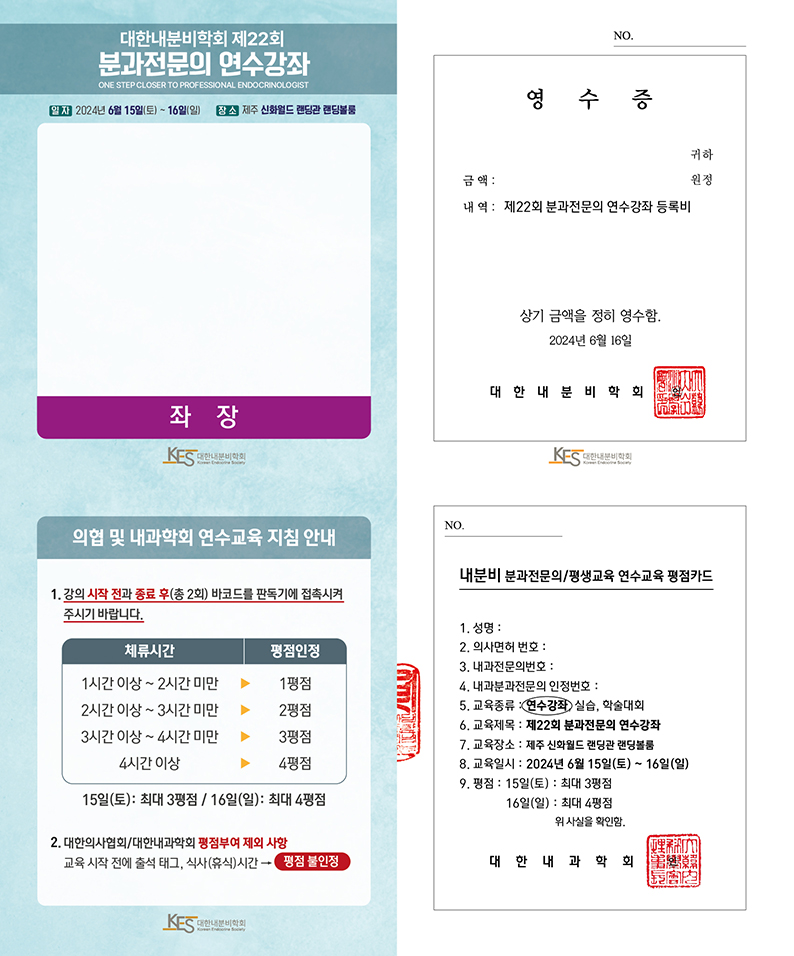 대한내분비학회 제22회
분과전문의 연수강좌
ONE STEP CLOSER TO PROFESSIONAL ENDOCRINOLOGIST
일 자 2024년 6월 15일(토) ~ 16일(일) 장 소 제주 신화월드 랜딩관 랜딩볼룸
좌 장
KES 대한내분비학회
Korean Endocrine Society
NO.
영 수 증
귀하
금 액 : 원정
내 역 : 제22회 분과전문의 연수강좌 등록비
상기 금액을 정히 영수함.
2024년 6월 16일
대 한 내 분 비 학 회
KES 대한내분비학회
Korean Endocrine Society
의협 및 내과학회 연수교육 지침 안내
1. 강의 시작 전과 종료 후(총 2회) 바코드를 판독기에 접촉시켜
주시기 바랍니다.
체류시간 평점인정
1시간 이상 ~ 2시간 미만 ▶ 1평점
2시간 이상 ~ 3시간 미만 ▶ 2평점
3시간 이상 ~ 4시간 미만 ▶ 3평점
4시간 이상 ▶ 4평점
15일(토): 최대 3평점 / 16일(일): 최대 4평점
2. 대한의사협회/대한내과학회 평점부여 제외 사항
교육 시작 전에 출석 태그, 식사(휴식)시간 → 평점 불인정
KES 대한내분비학회
Korean Endocrine Society
NO.
내분비 분과전문의/평생교육 연수교육 평점카드
1. 성명 :
2. 의사면허 번호 :
3. 내과전문의번호 :
4. 내과분과전문의 인정번호 :
5. 교육종류 : 연수강좌, 실습, 학술대회
6. 교육제목 : 제22회 분과전문의 연수강좌
7. 교육장소 : 제주 신화월드 랜딩관 랜딩볼룸
8. 교육일시 : 2024년 6월 15일(토) ~ 16일(일)
9. 평점 : 15일(토) : 최대 3평점
16일(일) : 최대 4평점
위 사실을 확인함.
대 한 내 과 학 회